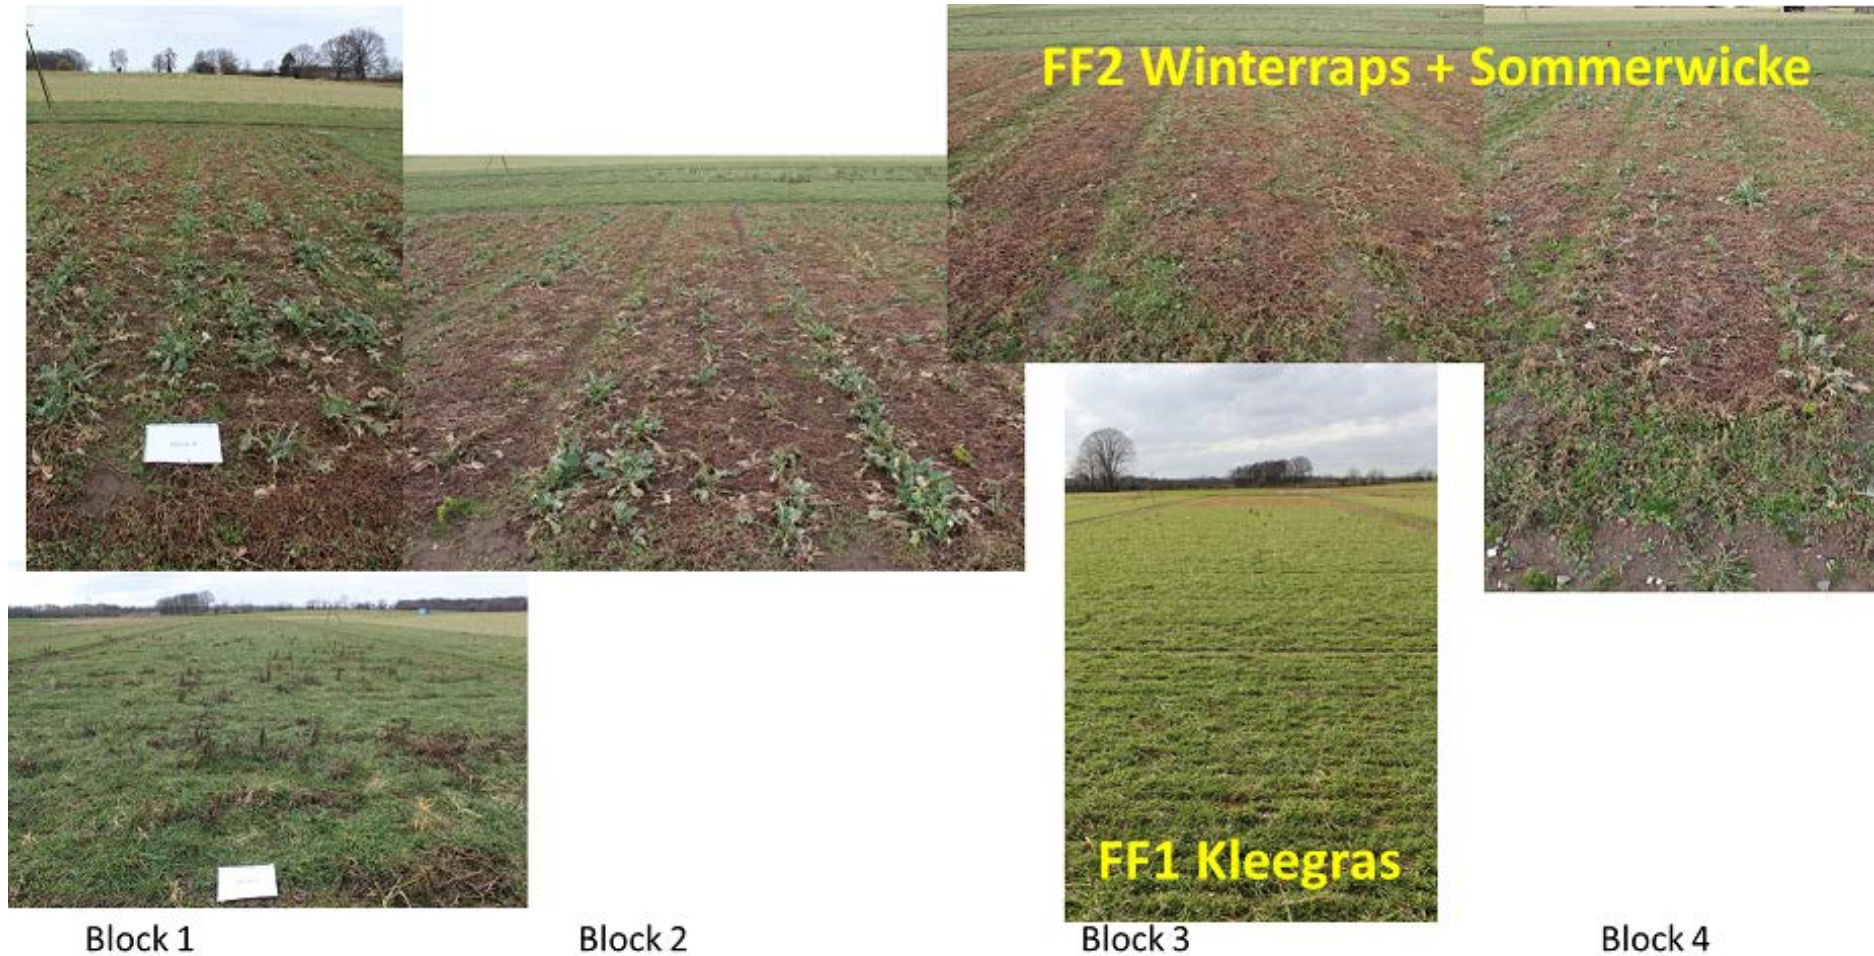 FF2 Winterraps + Sommerwicke
FF1 Kleegras
Block 1
Block 2
Block 3
Block 4